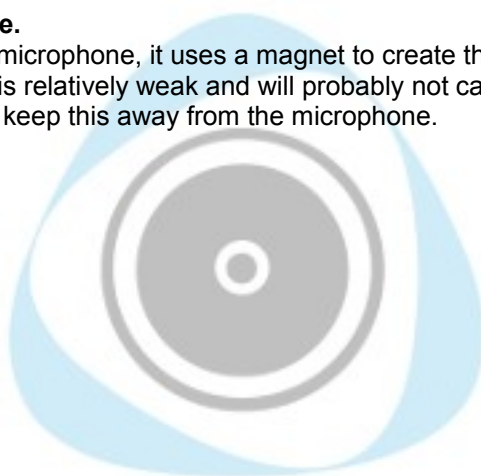 e.
microphone, it uses a magnet to create th
is relatively weak and will probably not ca
keep this away from the microphone.